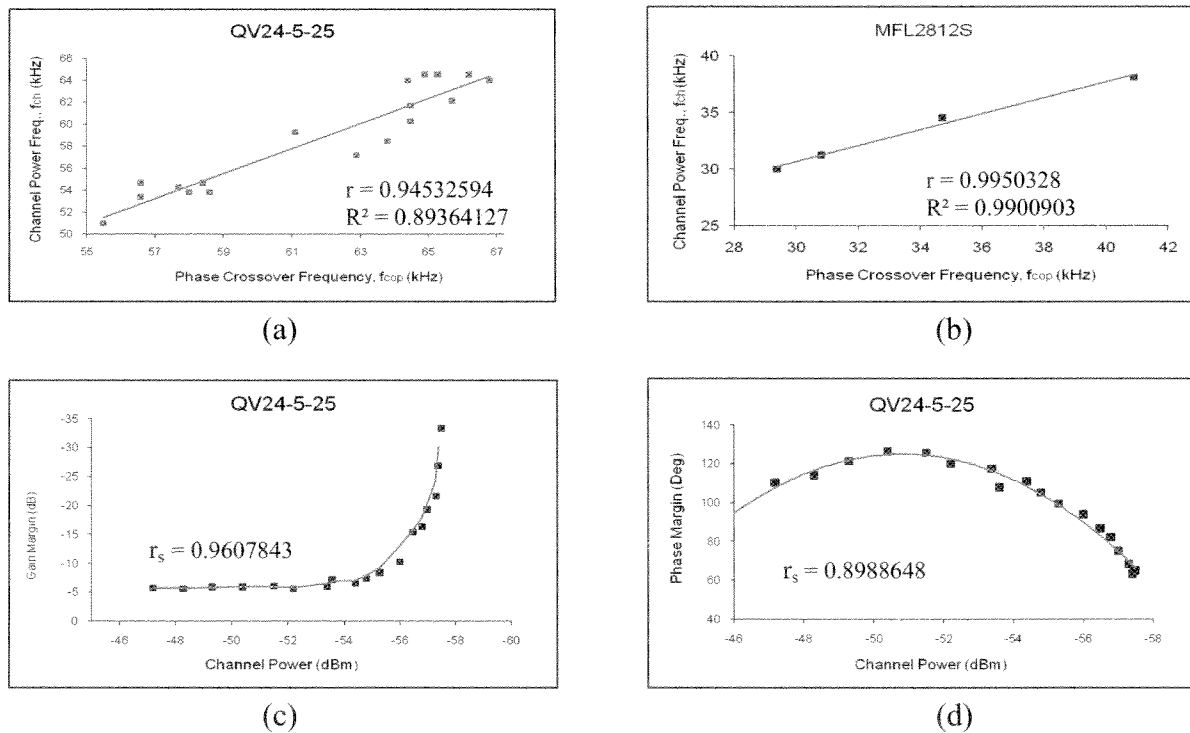 QV24-5-25
Channel Power Freq., fch (kHz)
66
64
62
60
58
56
54
52
50
r = 0.94532594
R² = 0.89364127
55 57 59 61 63 65 67
Phase Crossover Frequency, fcop (kHz)
(a)
MFL2812S
Channel Power Freq., fch (kHz)
40
35
30
25
r = 0.9950328
R² = 0.9900903
28 30 32 34 36 38 40 42
Phase Crossover Frequency, fcop (kHz)
(b)
QV24-5-25
Gain Margin (dB)
-35
-30
-25
-20
-15
-10
-5
0
rs = 0.9607843
-46 -48 -50 -52 -54 -56 -58 -60
Channel Power (dBm)
(c)
QV24-5-25
Phase Margin (Deg)
140
120
100
80
60
40
rs = 0.8988648
-46 -48 -50 -52 -54 -56 -58
Channel Power (dBm)
(d)